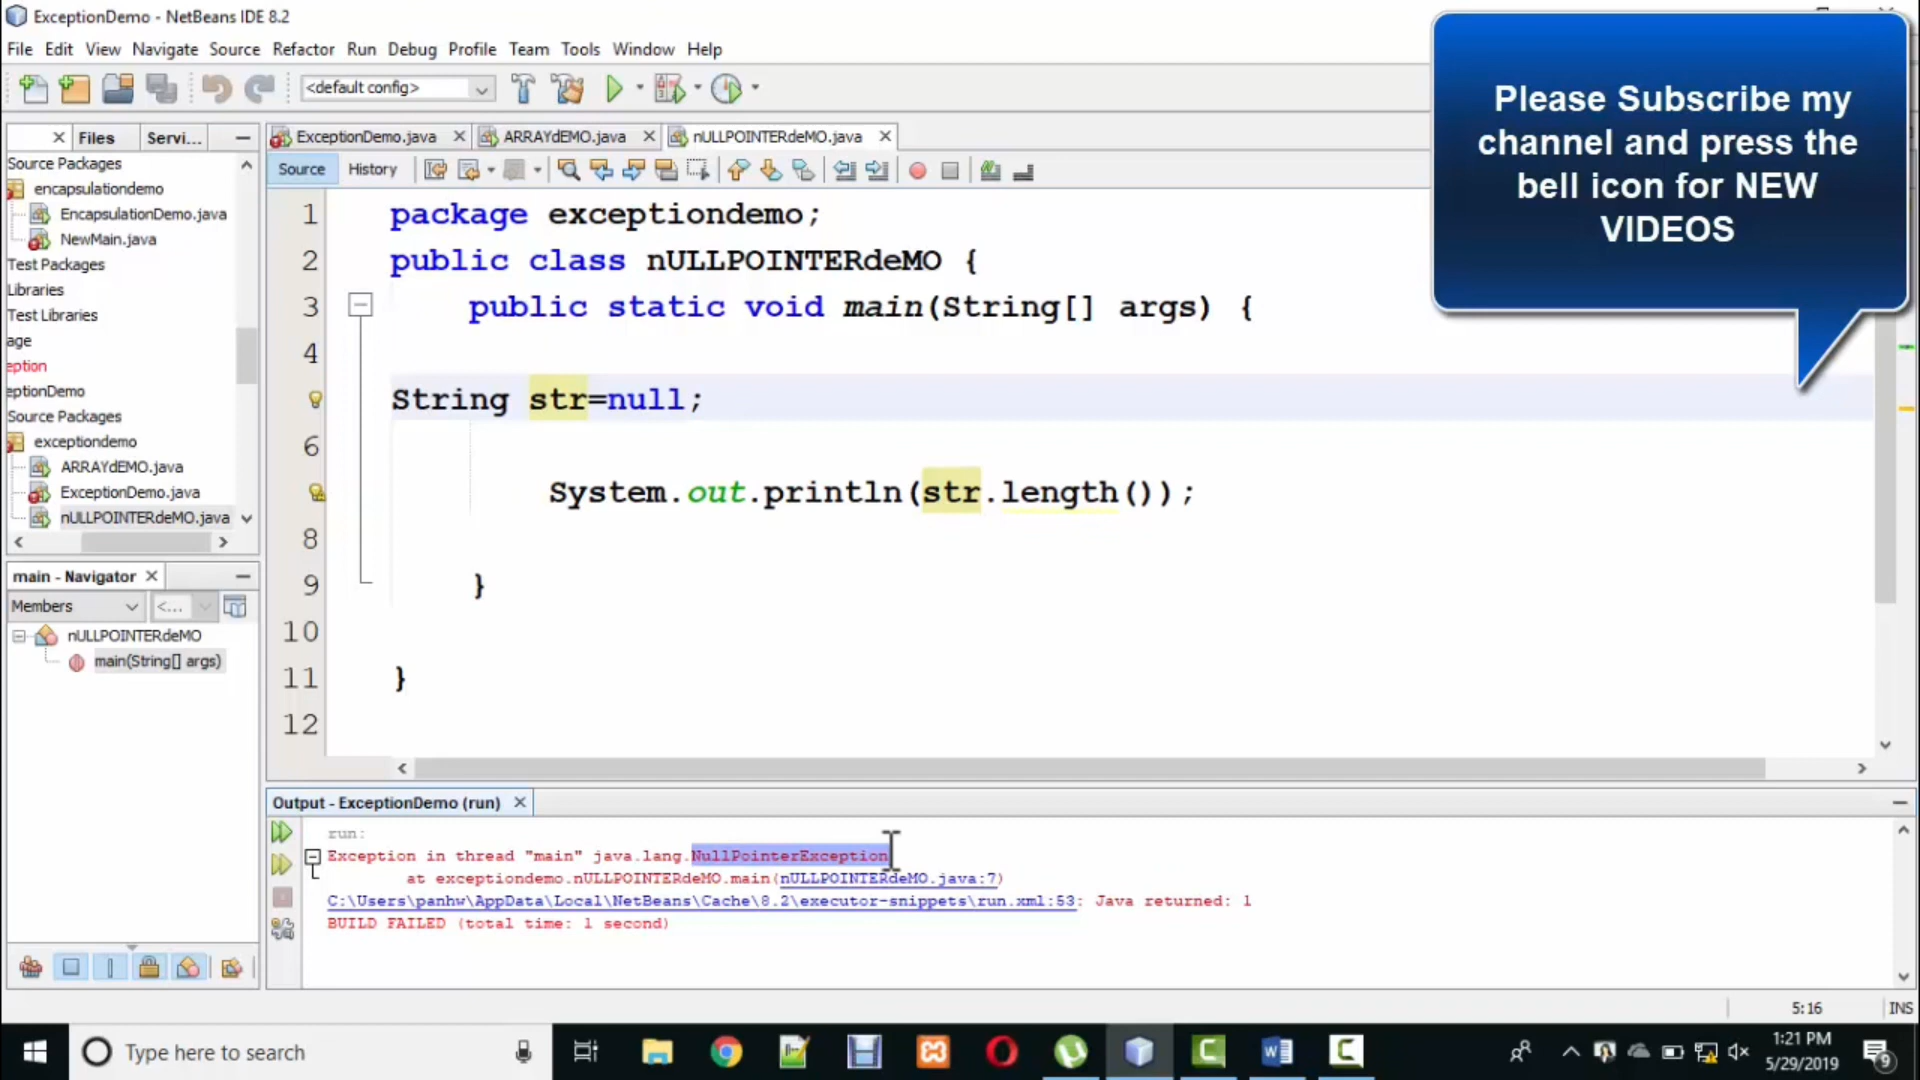 ExceptionDemo - NetBeans IDE 8.2
File Edit View Navigate Source Refactor Run Debug Profile Team Tools Window Help
<default config>
Please Subscribe my
channel and press the
bell icon for NEW
VIDEOS
Files Servi...
ExceptionDemo.java ARRAYdEMO.java nULLPOINTERdeMO.java
Source History
Source Packages
encapsulationdemo
EncapsulationDemo.java
NewMain.java
Test Packages
Libraries
Test Libraries
age
eption
eptionDemo
Source Packages
exceptiondemo
ARRAYdEMO.java
ExceptionDemo.java
nULLPOINTERdeMO.java
main - Navigator
Members <...
nULLPOINTERdeMO
main(String[] args)
1 package exceptiondemo;
2 public class nULLPOINTERdeMO {
3 public static void main(String[] args) {
4
String str=null;
6
System.out.println(str.length());
8
9 }
10
11 }
12
Output - ExceptionDemo (run)
run:
Exception in thread "main" java.lang.NullPointerException
at exceptiondemo.nULLPOINTERdeMO.main(nULLPOINTERdeMO.java:7)
C:\Users\panhw\AppData\Local\NetBeans\Cache\8.2\executor-snippets\run.xml:53: Java returned: 1
BUILD FAILED (total time: 1 second)
5:16 INS
Type here to search
1:21 PM
5/29/2019
9